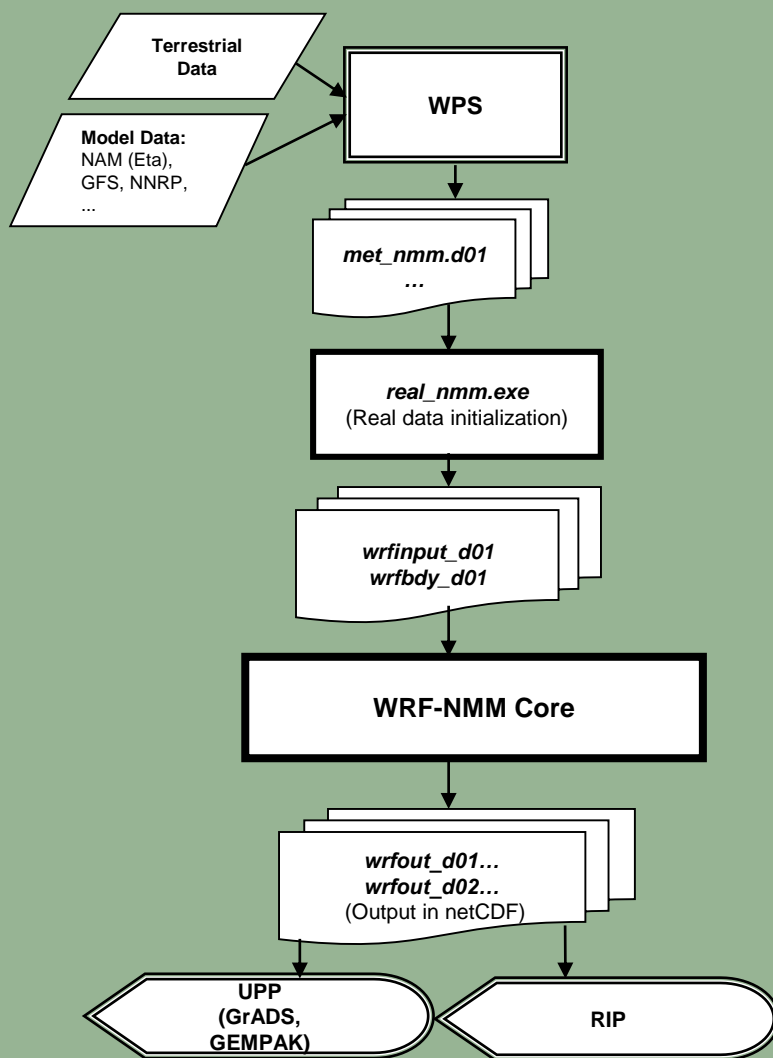 Terrestrial
Data
WPS
Model Data:
NAM (Eta),
GFS, NNRP,
...
met_nmm.d01
...
real_nmm.exe
(Real data initialization)
wrfinput_d01
wrfbdy_d01
WRF-NMM Core
wrfout_d01...
wrfout_d02...
(Output in netCDF)
UPP
(GrADS,
GEMPAK)
RIP